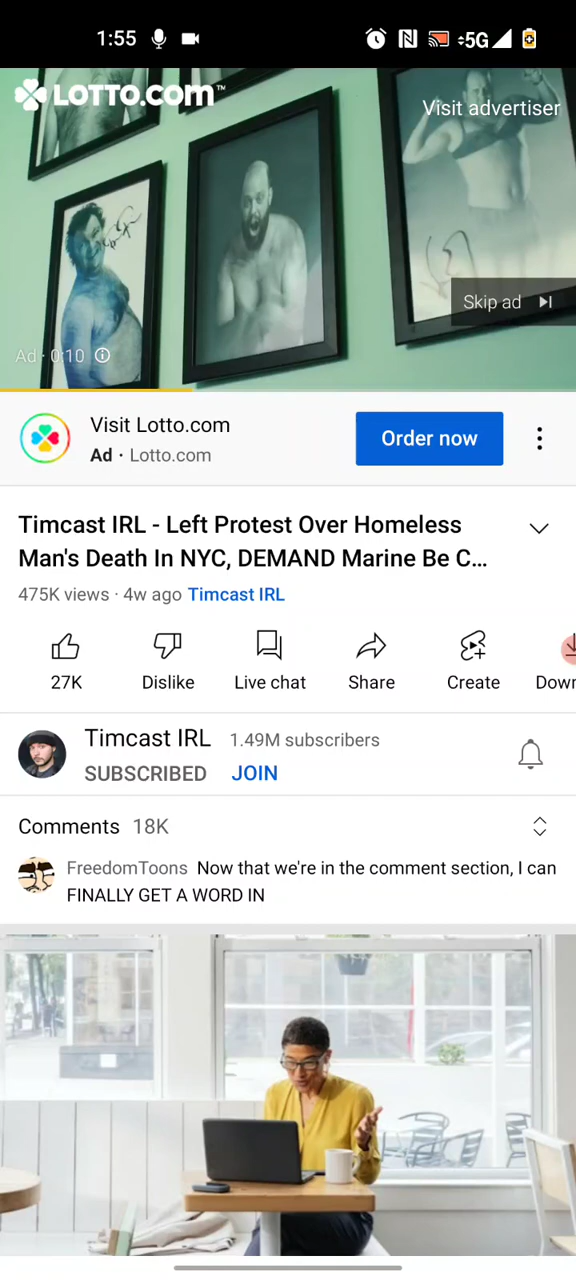 1:55 5G
LOTTO.com™
Visit advertiser
Skip ad
Ad · 0:10
Visit Lotto.com
Ad · Lotto.com
Order now
Timcast IRL - Left Protest Over Homeless
Man's Death In NYC, DEMAND Marine Be C...
475K views · 4w ago Timcast IRL
27K Dislike Live chat Share Create Down
Timcast IRL 1.49M subscribers
SUBSCRIBED JOIN
Comments 18K
FreedomToons Now that we're in the comment section, I can
FINALLY GET A WORD IN